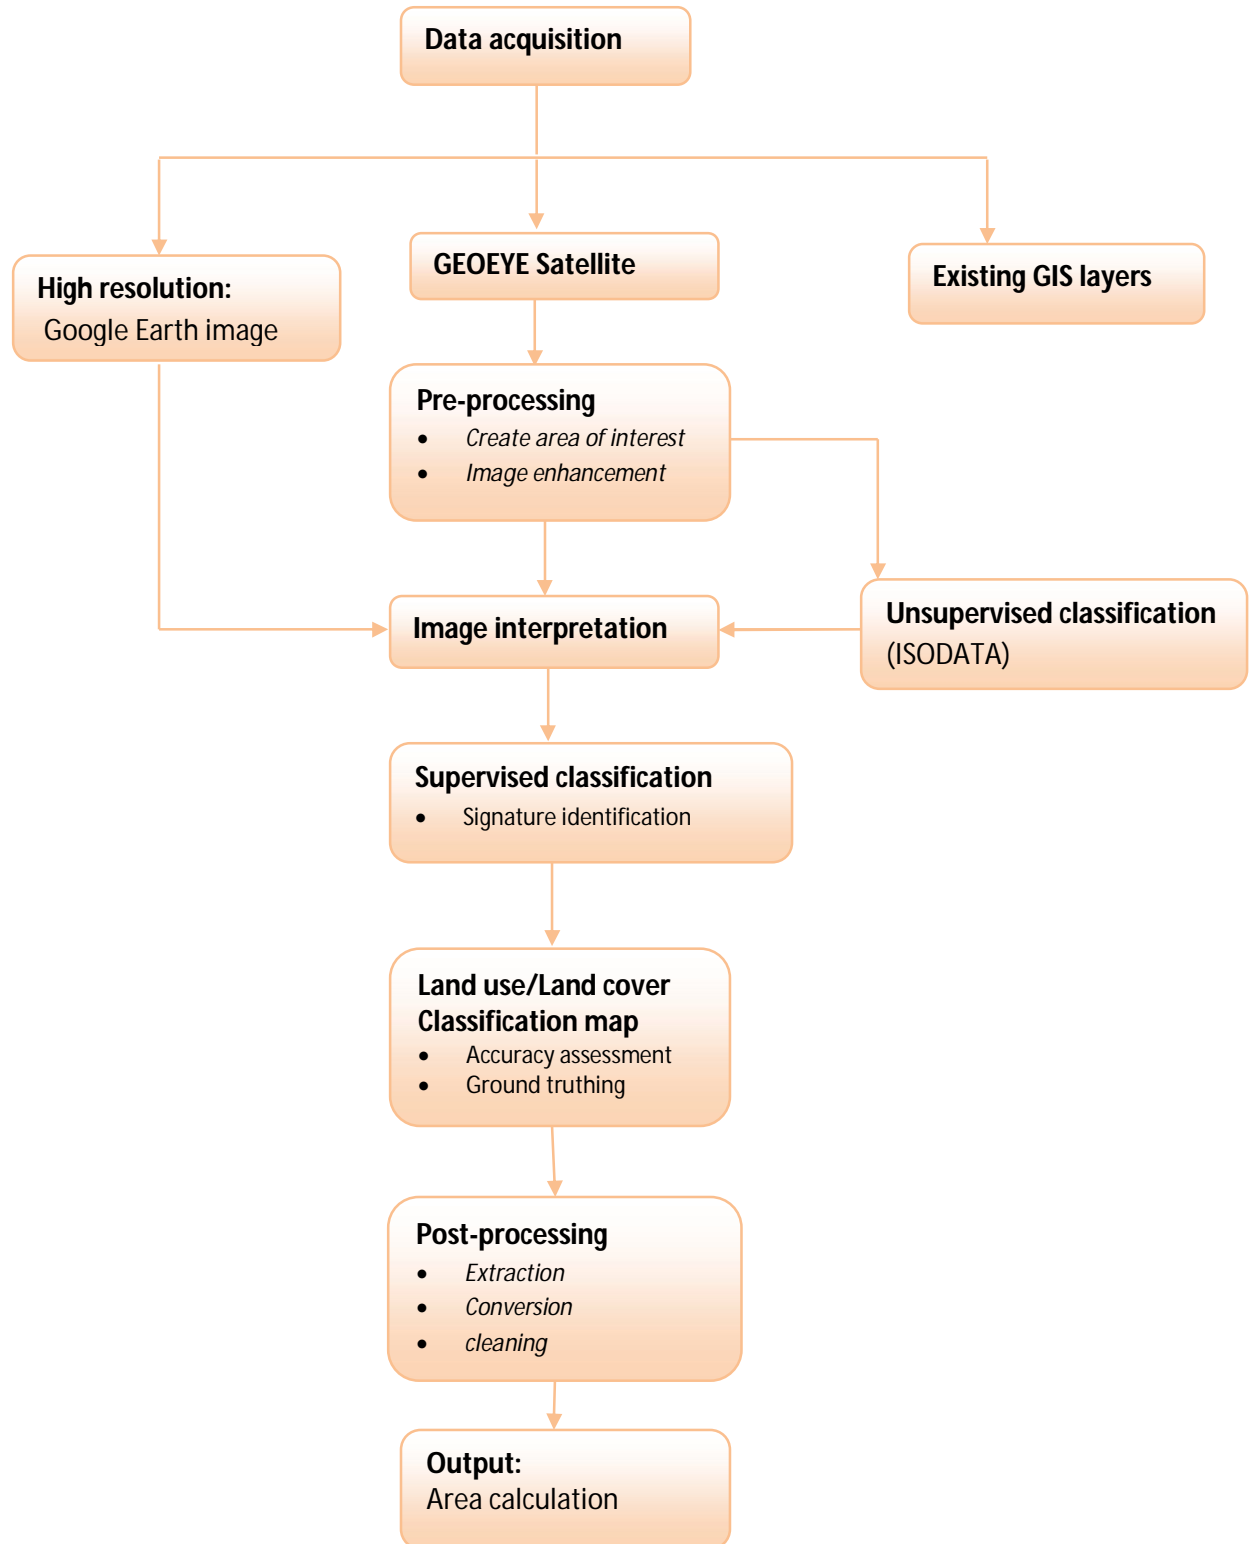 Data acquisition
High resolution:
Google Earth image
GEOEYE Satellite
Existing GIS layers
Pre-processing
• Create area of interest
• Image enhancement
Image interpretation
Unsupervised classification
(ISODATA)
Supervised classification
• Signature identification
Land use/Land cover
Classification map
• Accuracy assessment
• Ground truthing
Post-processing
• Extraction
• Conversion
• cleaning
Output:
Area calculation